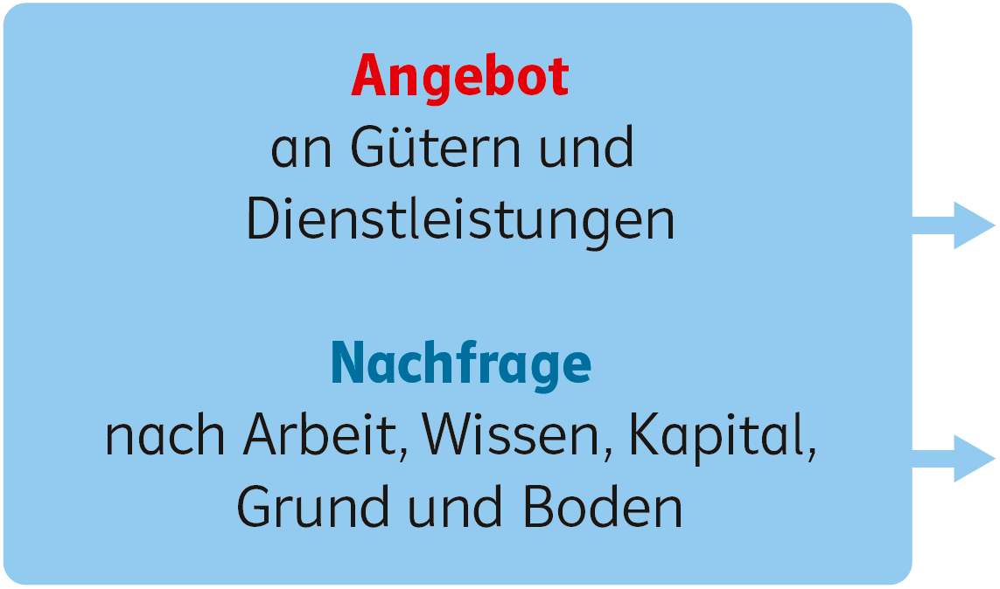 Angebot
an Gütern und
Dienstleistungen
Nachfrage
nach Arbeit, Wissen, Kapital,
Grund und Boden